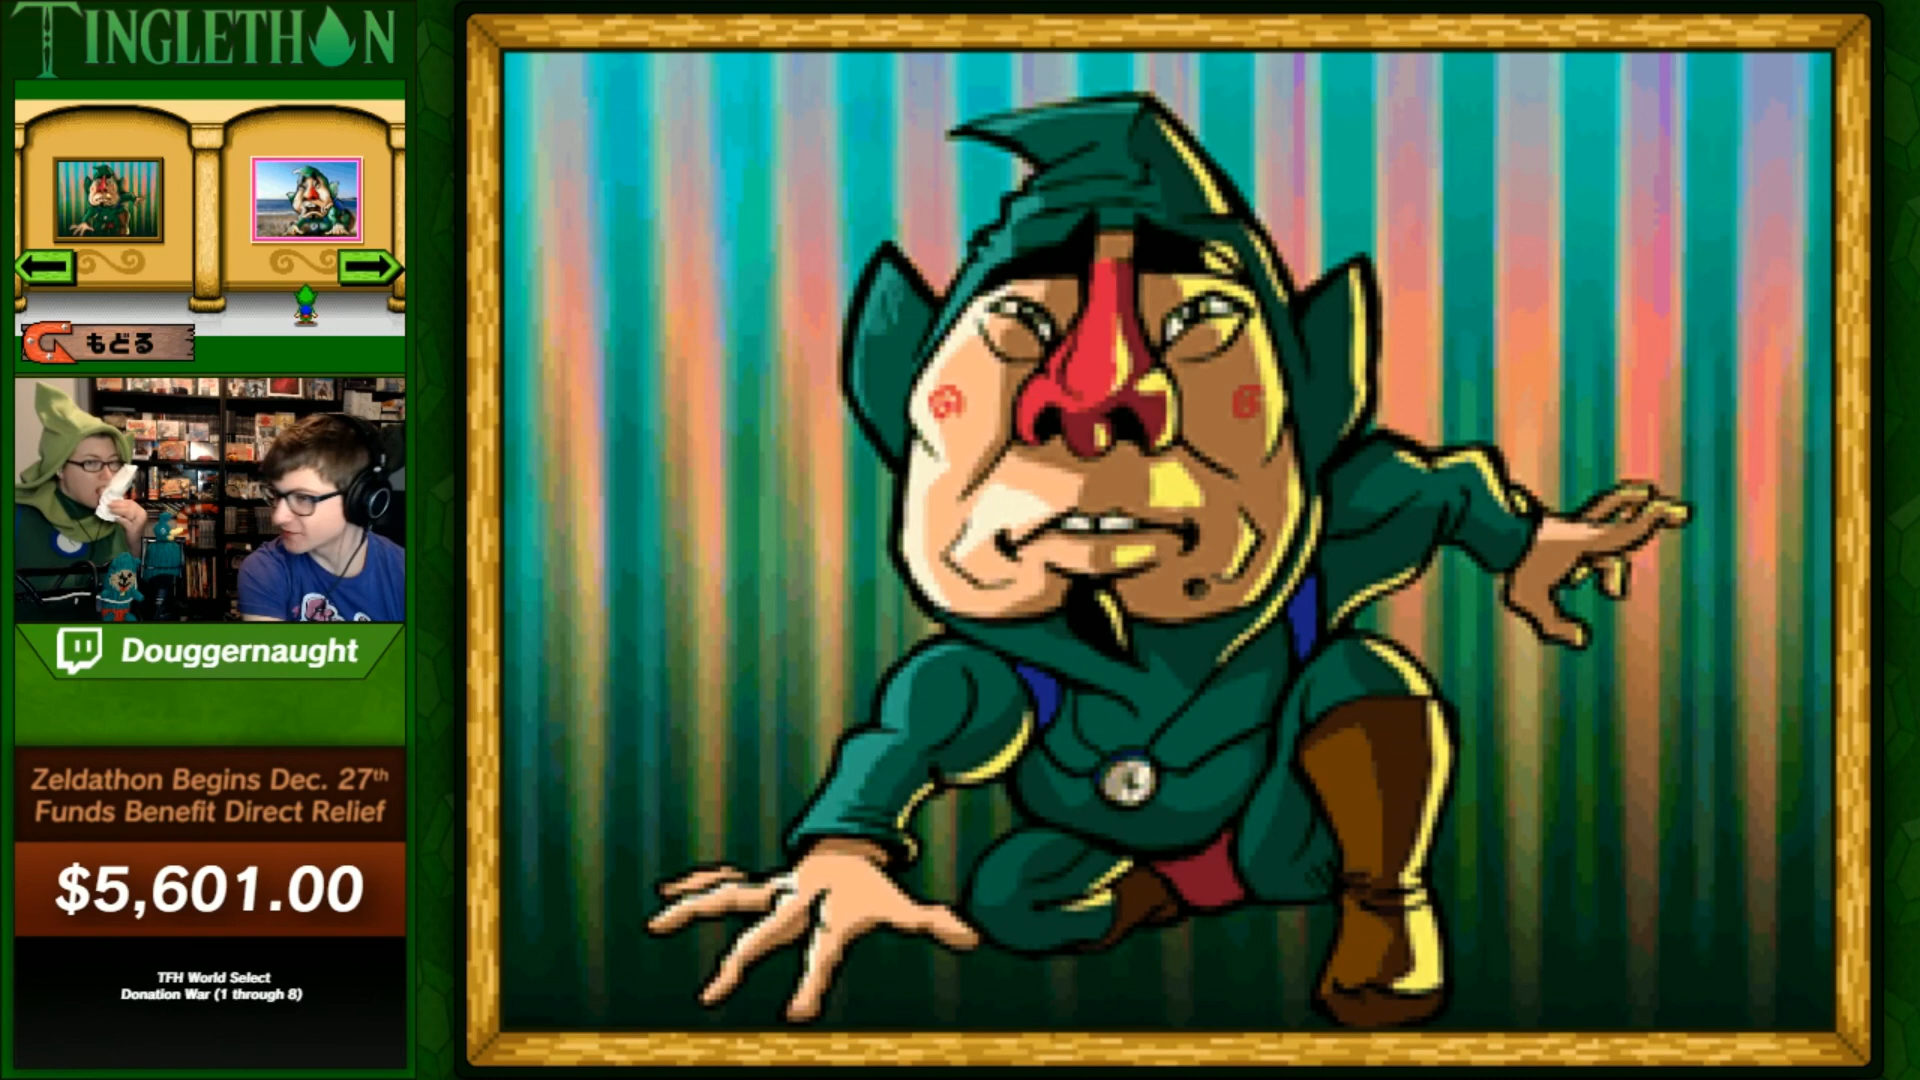 TINGLETHON
もどる
Douggernaught
Zeldathon Begins Dec. 27th
Funds Benefit Direct Relief
$5,601.00
TFH World Select
Donation War (1 through 8)